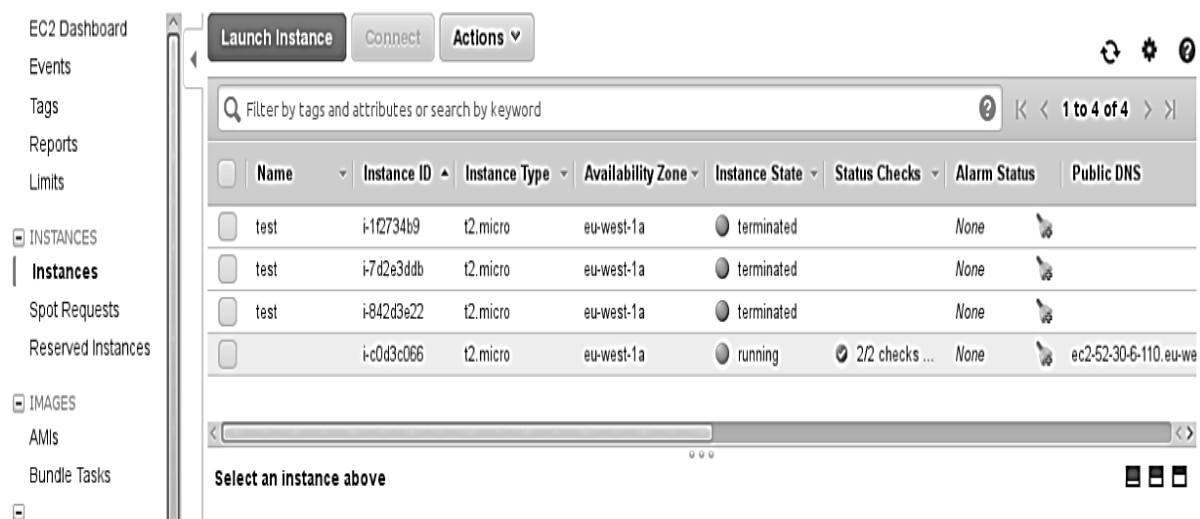 EC2 Dashboard
Events
Tags
Reports
Limits
INSTANCES
Instances
Spot Requests
Reserved Instances
IMAGES
AMIs
Bundle Tasks
Launch Instance Connect Actions
Filter by tags and attributes or search by keyword 1 to 4 of 4
Name Instance ID Instance Type Availability Zone Instance State Status Checks Alarm Status Public DNS
test i-1f2734b9 t2.micro eu-west-1a terminated None
test i-7d2e3ddb t2.micro eu-west-1a terminated None
test i-842d3e22 t2.micro eu-west-1a terminated None
i-c0d3c066 t2.micro eu-west-1a running 2/2 checks ... None ec2-52-30-6-110.eu-we
Select an instance above